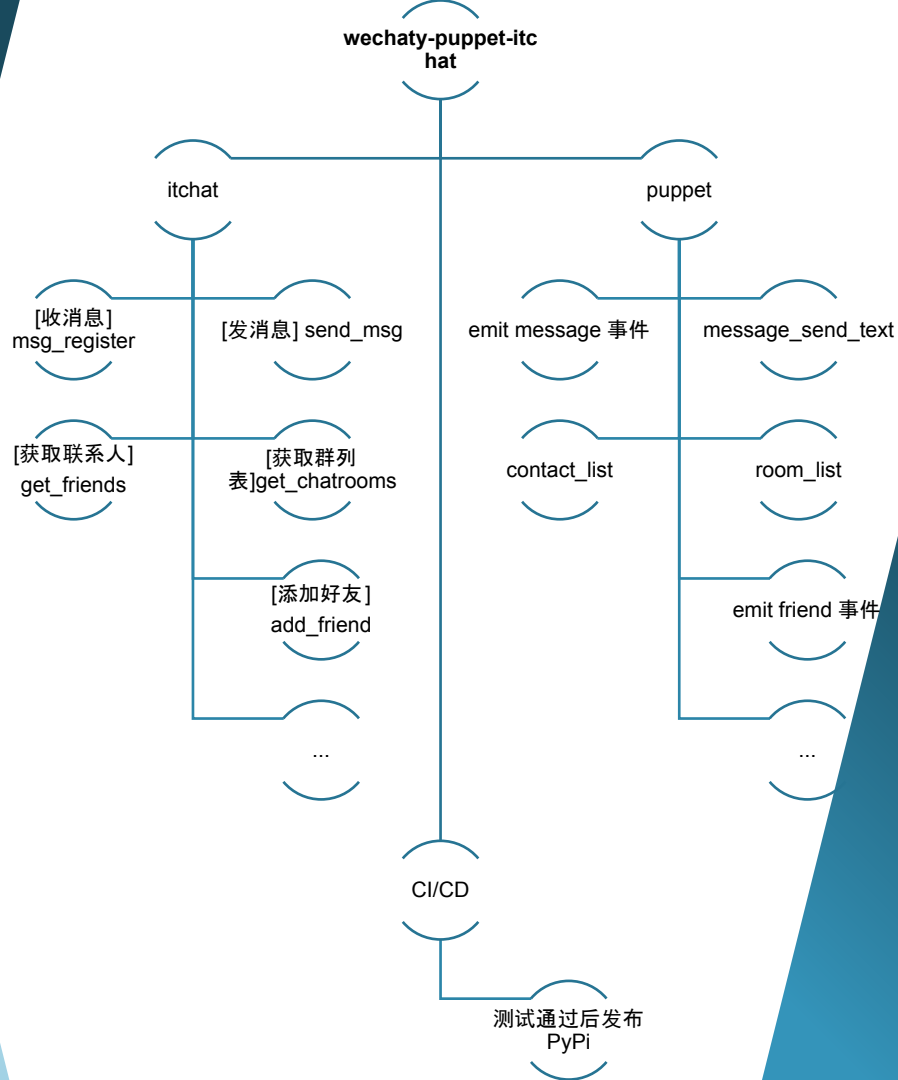 wechaty-puppet-itc
hat
itchat
puppet
[收消息]
msg_register
[发消息] send_msg
emit message 事件
message_send_text
[获取联系人]
get_friends
[获取群列
表]get_chatrooms
contact_list
room_list
[添加好友]
add_friend
emit friend 事件
...
...
CI/CD
测试通过后发布
PyPi